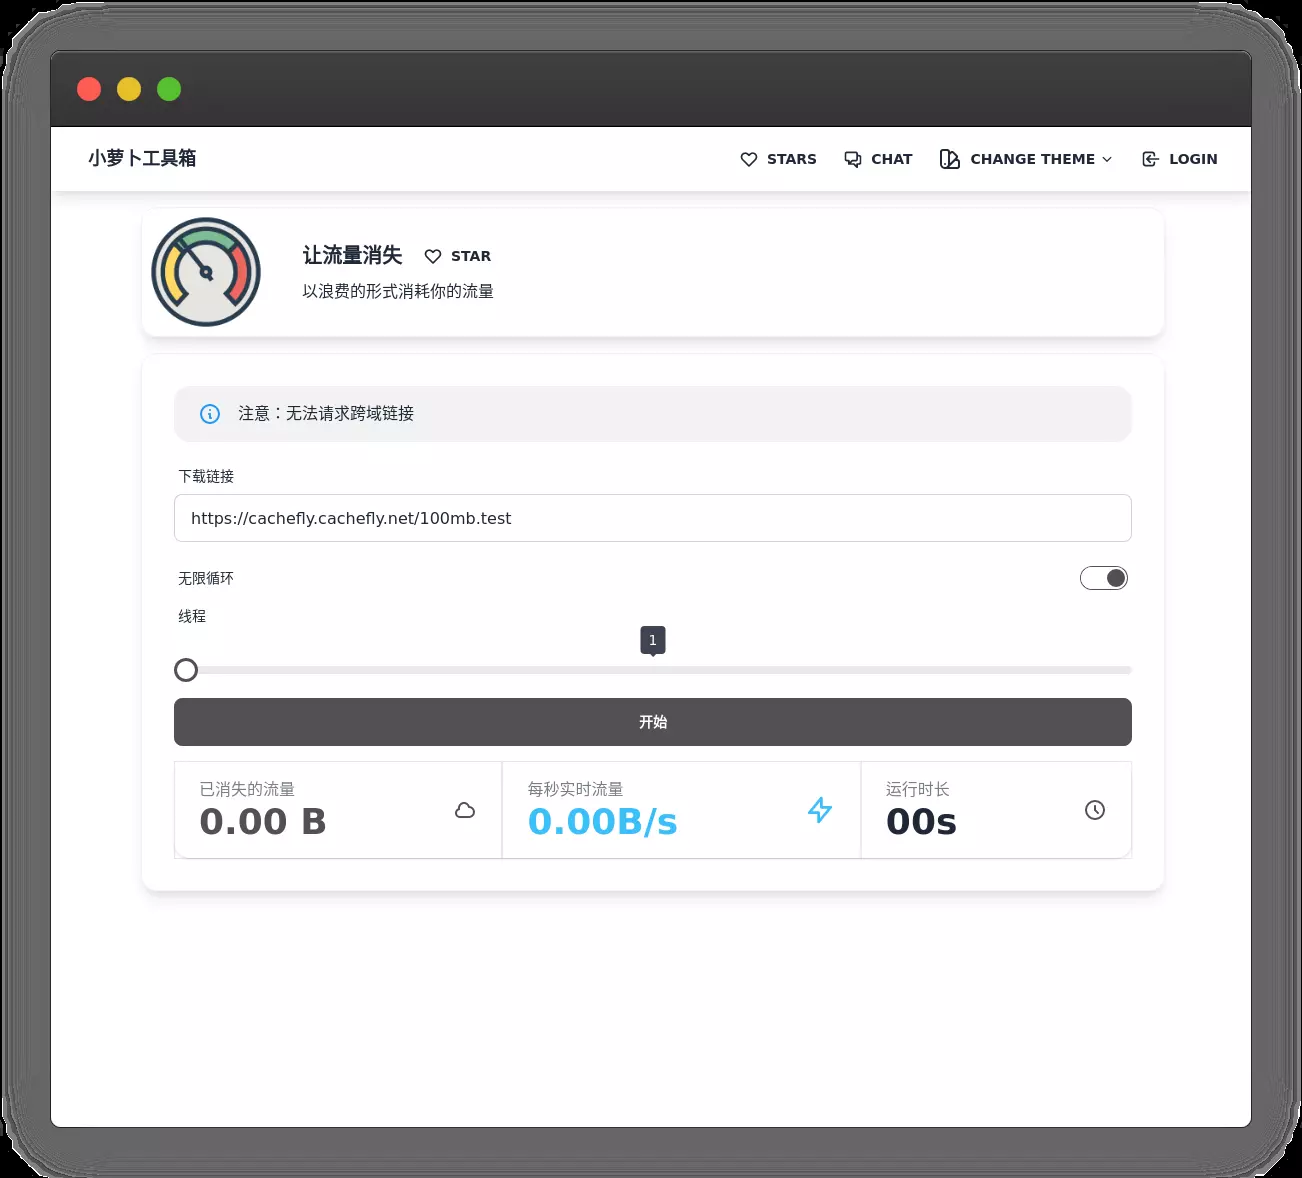 小萝卜工具箱
STARS
CHAT
CHANGE THEME
LOGIN
让流量消失
STAR
以浪费的形式消耗你的流量
注意：无法请求跨域链接
下载链接
https://cachefly.cachefly.net/100mb.test
无限循环
线程
1
开始
已消失的流量
0.00 B
每秒实时流量
0.00B/s
运行时长
00s